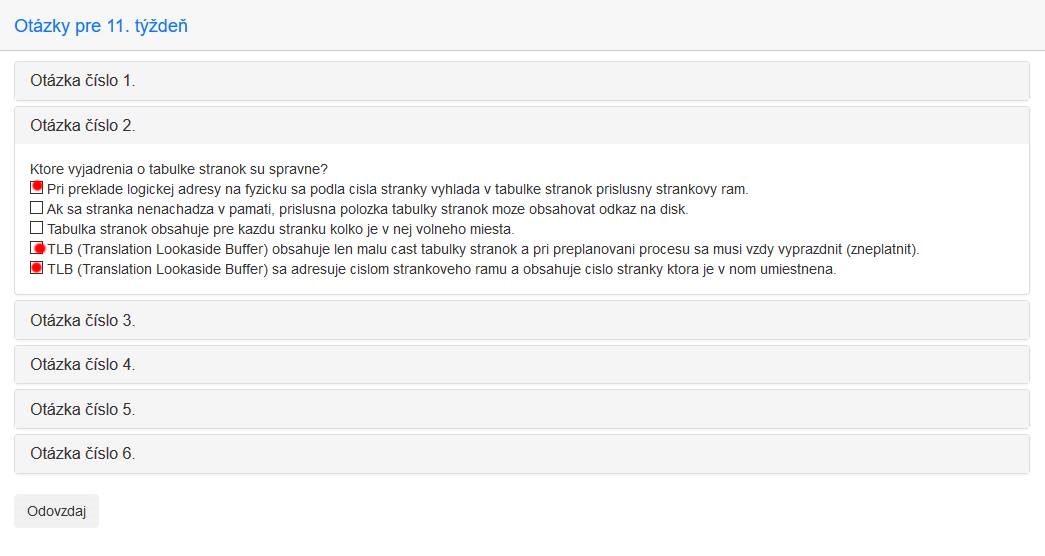 Otázky pre 11. týždeň
Otázka číslo 1.
Otázka číslo 2.
Ktore vyjadrenia o tabulke stranok su spravne?
Pri preklade logickej adresy na fyzicku sa podla cisla stranky vyhlada v tabulke stranok prislusny strankovy ram.
Ak sa stranka nenachadza v pamati, prislusna polozka tabulky stranok moze obsahovat odkaz na disk.
Tabulka stranok obsahuje pre kazdu stranku kolko je v nej volneho miesta.
TLB (Translation Lookaside Buffer) obsahuje len malu cast tabulky stranok a pri preplanovani procesu sa musi vzdy vyprazdnit (zneplatnit).
TLB (Translation Lookaside Buffer) sa adresuje cislom strankoveho ramu a obsahuje cislo stranky ktora je v nom umiestnena.
Otázka číslo 3.
Otázka číslo 4.
Otázka číslo 5.
Otázka číslo 6.
Odovzdaj